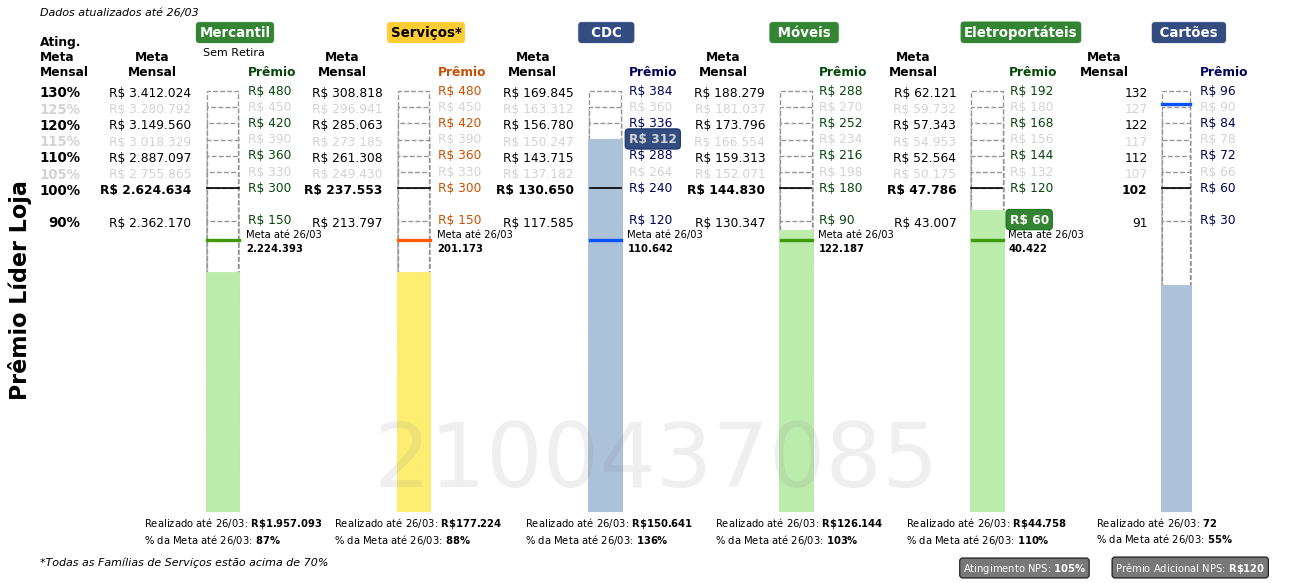 Dados atualizados até 26/03
Mercantil Serviços* CDC Móveis Eletroportáteis Cartões
Sem Retira
Ating. Meta Mensal
Meta Mensal Prêmio Meta Mensal Prêmio Meta Mensal Prêmio Meta Mensal Prêmio Meta Mensal Prêmio Meta Mensal Prêmio
130% R$ 3.412.024 R$ 480 R$ 308.818 R$ 480 R$ 169.845 R$ 384 R$ 188.279 R$ 288 R$ 62.121 R$ 192 132 R$ 96
125% R$ 3.280.792 R$ 450 R$ 296.941 R$ 450 R$ 163.312 R$ 360 R$ 181.037 R$ 270 R$ 59.732 R$ 180 127 R$ 90
120% R$ 3.149.560 R$ 420 R$ 285.063 R$ 420 R$ 156.780 R$ 336 R$ 173.796 R$ 252 R$ 57.343 R$ 168 122 R$ 84
115% R$ 3.018.329 R$ 390 R$ 273.185 R$ 390 R$ 150.247 R$ 312 R$ 166.554 R$ 234 R$ 54.953 R$ 156 117 R$ 78
110% R$ 2.887.097 R$ 360 R$ 261.308 R$ 360 R$ 143.715 R$ 288 R$ 159.313 R$ 216 R$ 52.564 R$ 144 112 R$ 72
105% R$ 2.755.865 R$ 330 R$ 249.430 R$ 330 R$ 137.182 R$ 264 R$ 152.071 R$ 198 R$ 50.175 R$ 132 107 R$ 66
100% R$ 2.624.634 R$ 300 R$ 237.553 R$ 300 R$ 130.650 R$ 240 R$ 144.830 R$ 180 R$ 47.786 R$ 120 102 R$ 60
90% R$ 2.362.170 R$ 150 R$ 213.797 R$ 150 R$ 117.585 R$ 120 R$ 130.347 R$ 90 R$ 43.007 R$ 60 91 R$ 30
Meta até 26/03 Meta até 26/03 Meta até 26/03 Meta até 26/03 Meta até 26/03
2.224.393 201.173 110.642 122.187 40.422
Prêmio Líder Loja
2100437085
Realizado até 26/03: R$1.957.093 Realizado até 26/03: R$177.224 Realizado até 26/03: R$150.641 Realizado até 26/03: R$126.144 Realizado até 26/03: R$44.758 Realizado até 26/03: 72
% da Meta até 26/03: 87% % da Meta até 26/03: 88% % da Meta até 26/03: 136% % da Meta até 26/03: 103% % da Meta até 26/03: 110% % da Meta até 26/03: 55%
*Todas as Famílias de Serviços estão acima de 70% Atingimento NPS: 105% Prêmio Adicional NPS: R$120